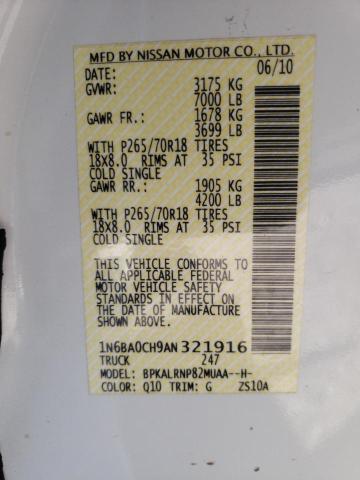 MFD BY NISSAN MOTOR CO., LTD.
DATE: 06/10
GVWR: 3175 KG
7000 LB
GAWR FR.: 1678 KG
3699 LB
WITH P265/70R18 TIRES
18X8.0 RIMS AT 35 PSI
COLD SINGLE
GAWR RR.: 1905 KG
4200 LB
WITH P265/70R18 TIRES
18X8.0 RIMS AT 35 PSI
COLD SINGLE
THIS VEHICLE CONFORMS TO
ALL APPLICABLE FEDERAL
MOTOR VEHICLE SAFETY
STANDARDS IN EFFECT ON
THE DATE OF MANUFACTURE
SHOWN ABOVE.
1N6BA0CH9AN321916
TRUCK 247
MODEL: BPKALRNP82MUAA--H-
COLOR: Q10 TRIM: G ZS10A